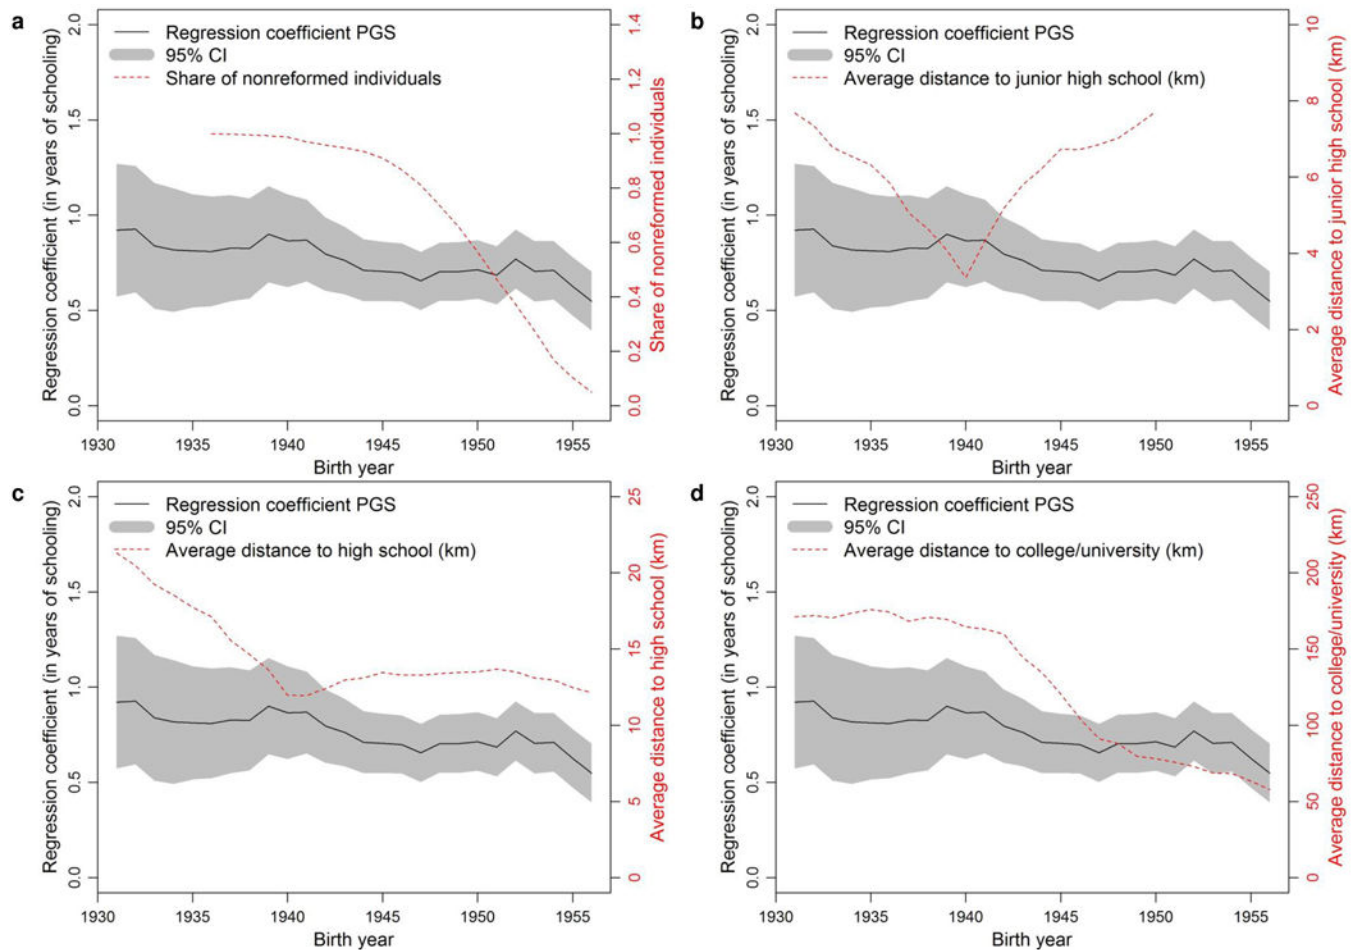 a
Regression coefficient PGS
95% CI
Share of nonreformed individuals
Regression coefficient (in years of schooling)
0.0 0.5 1.0 1.5 2.0
Share of nonreformed individuals
0.0 0.2 0.4 0.6 0.8 1.0 1.2 1.4
1930 1935 1940 1945 1950 1955
Birth year
b
Regression coefficient PGS
95% CI
Average distance to junior high school (km)
Regression coefficient (in years of schooling)
0.0 0.5 1.0 1.5 2.0
Average distance to junior high school (km)
0 2 4 6 8 10
1930 1935 1940 1945 1950 1955
Birth year
c
Regression coefficient PGS
95% CI
Average distance to high school (km)
Regression coefficient (in years of schooling)
0.0 0.5 1.0 1.5 2.0
Average distance to high school (km)
0 5 10 15 20 25
1930 1935 1940 1945 1950 1955
Birth year
d
Regression coefficient PGS
95% CI
Average distance to college/university (km)
Regression coefficient (in years of schooling)
0.0 0.5 1.0 1.5 2.0
Average distance to college/university (km)
0 50 100 150 200 250
1930 1935 1940 1945 1950 1955
Birth year